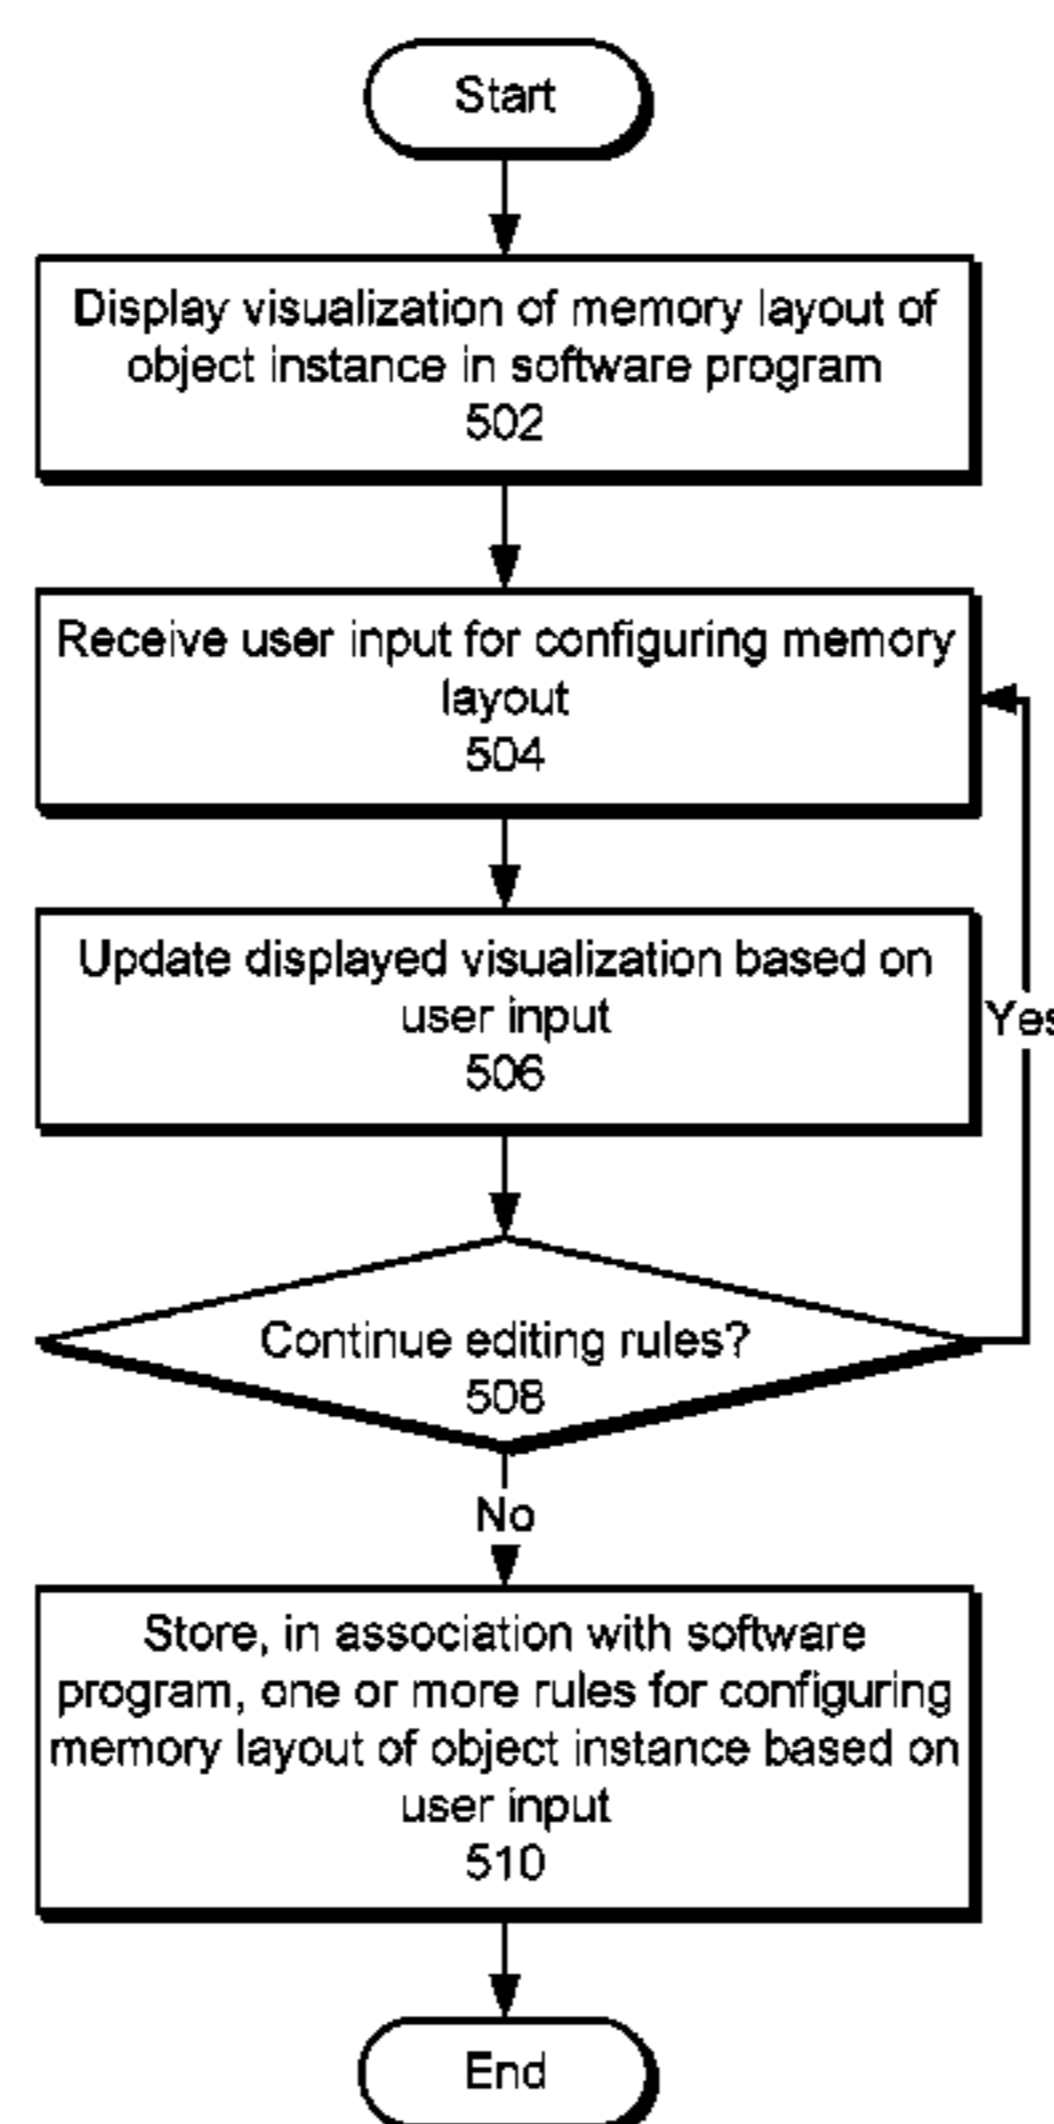 Start
Display visualization of memory layout of
object instance in software program
502
Receive user input for configuring memory
layout
504
Update displayed visualization based on
user input
506
Yes
Continue editing rules?
508
No
Store, in association with software
program, one or more rules for configuring
memory layout of object instance based on
user input
510
End